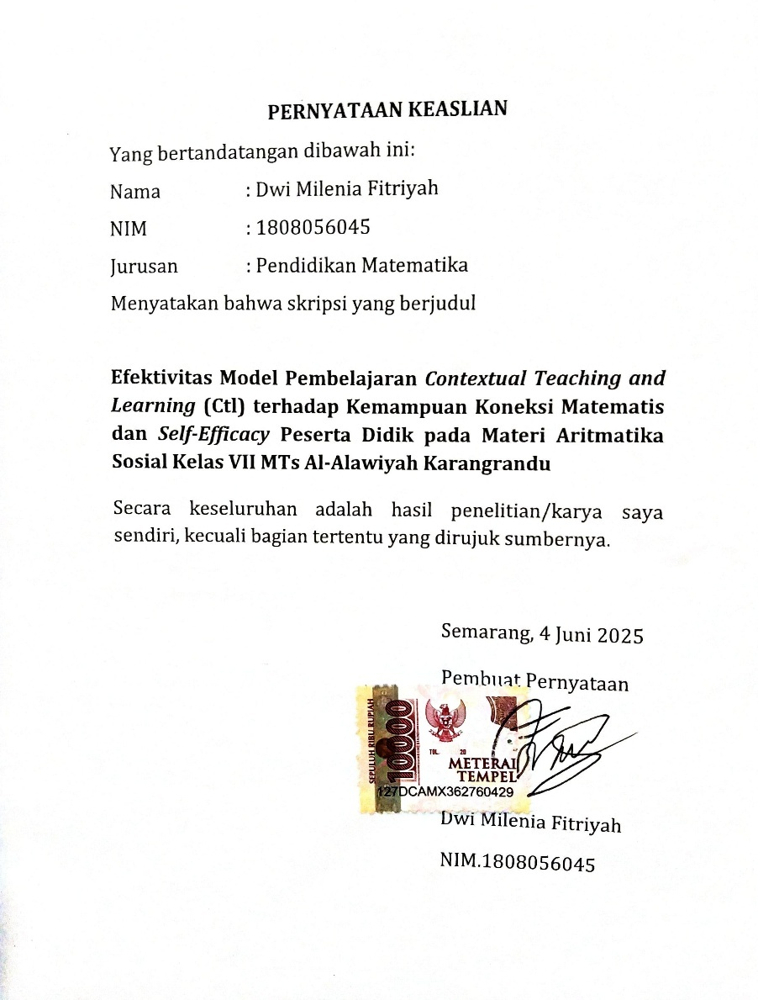 PERNYATAAN KEASLIAN
Yang bertandatangan dibawah ini:
Nama : Dwi Milenia Fitriyah
NIM : 1808056045
Jurusan : Pendidikan Matematika
Menyatakan bahwa skripsi yang berjudul
Efektivitas Model Pembelajaran Contextual Teaching and
Learning (Ctl) terhadap Kemampuan Koneksi Matematis
dan Self-Efficacy Peserta Didik pada Materi Aritmatika
Sosial Kelas VII MTs Al-Alawiyah Karangrandu
Secara keseluruhan adalah hasil penelitian/karya saya
sendiri, kecuali bagian tertentu yang dirujuk sumbernya.
Semarang, 4 Juni 2025
Pembuat Pernyataan
SEPULUH RIBU RUPIAH
10000
TGL. 20
METERAI
TEMPEL
127DCAMX362760429
Dwi Milenia Fitriyah
NIM.1808056045